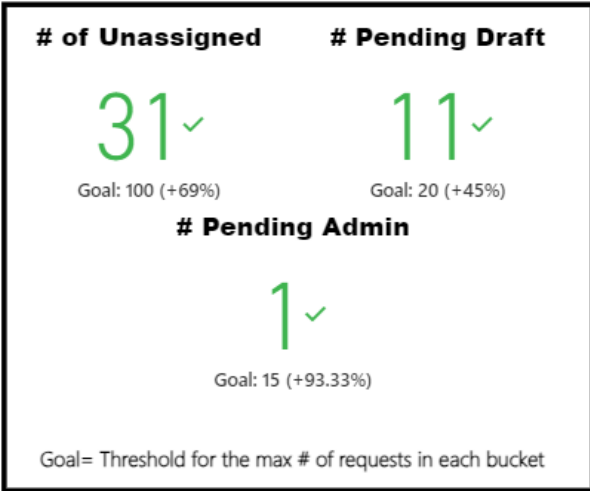 # of Unassigned
# Pending Draft
31
11
Goal: 100 (+69%)
Goal: 20 (+45%)
# Pending Admin
1
Goal: 15 (+93.33%)
Goal= Threshold for the max # of requests in each bucket